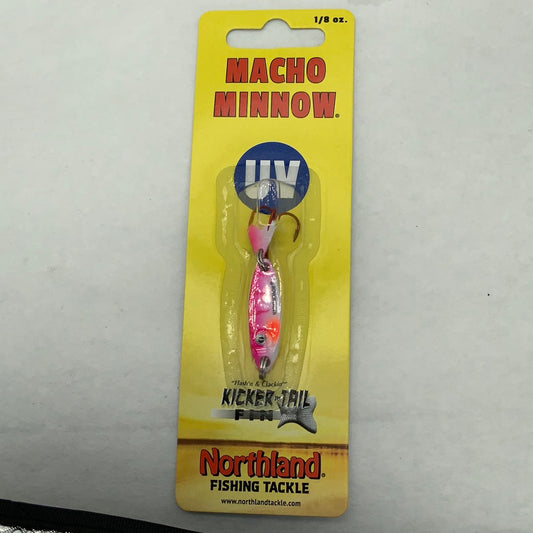 1/8 oz.
MACHO
MINNOW®
UV
"Flash'n & Clackin'"
KICKER-TAIL
FIN
Northland®
FISHING TACKLE
www.northlandtackle.com